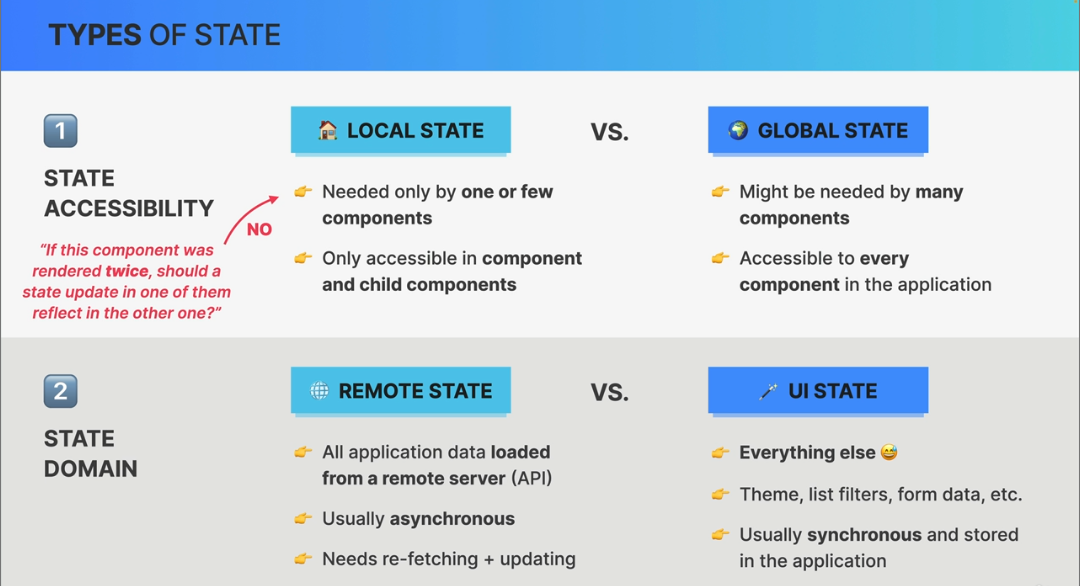 TYPES OF STATE
1
STATE
ACCESSIBILITY
"If this component was
rendered twice, should a
state update in one of them
reflect in the other one?"
NO
LOCAL STATE
Needed only by one or few
components
Only accessible in component
and child components
VS.
GLOBAL STATE
Might be needed by many
components
Accessible to every
component in the application
2
STATE
DOMAIN
REMOTE STATE
All application data loaded
from a remote server (API)
Usually asynchronous
Needs re-fetching + updating
VS.
UI STATE
Everything else
Theme, list filters, form data, etc.
Usually synchronous and stored
in the application